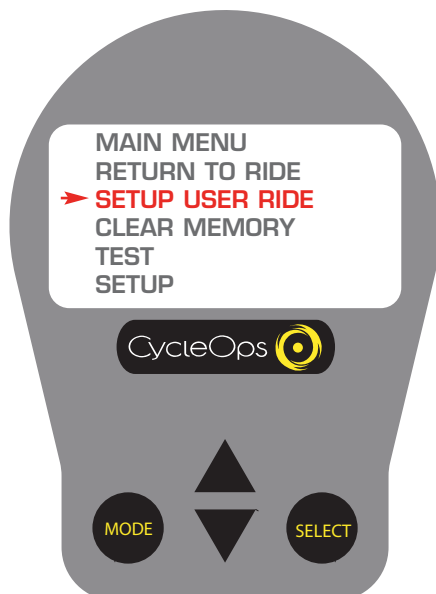 MAIN MENU
RETURN TO RIDE
SETUP USER RIDE
CLEAR MEMORY
TEST
SETUP
CycleOps
MODE
SELECT